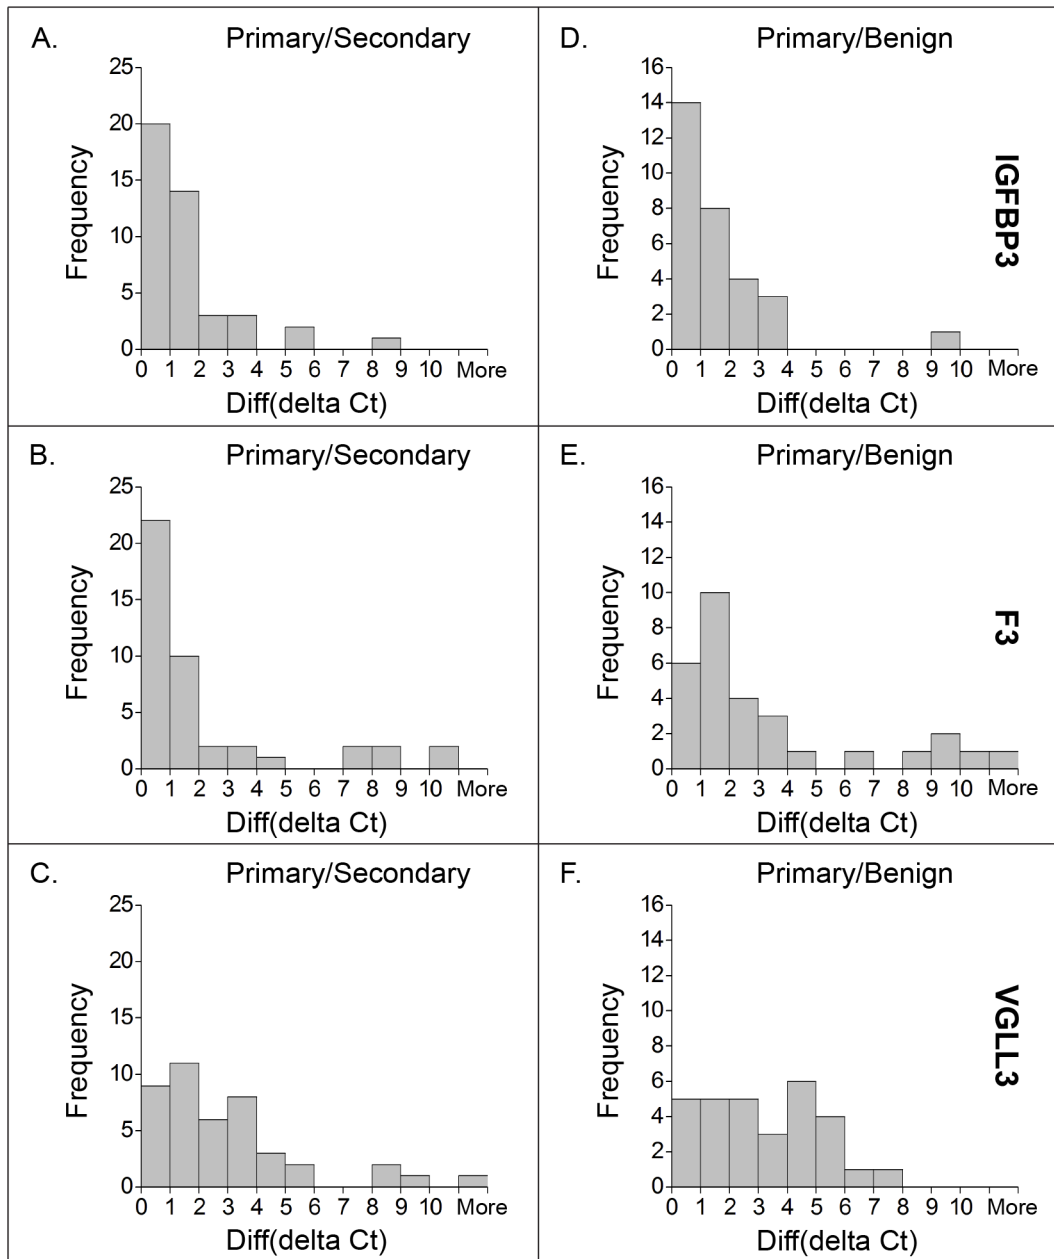 A. Primary/Secondary
25
20
15
10
5
0
Frequency
0 1 2 3 4 5 6 7 8 9 10 More
Diff(delta Ct)
D. Primary/Benign
16
14
12
10
8
6
4
2
0
Frequency
0 1 2 3 4 5 6 7 8 9 10 More
Diff(delta Ct)
IGFBP3
B. Primary/Secondary
25
20
15
10
5
0
Frequency
0 1 2 3 4 5 6 7 8 9 10 More
Diff(delta Ct)
E. Primary/Benign
16
14
12
10
8
6
4
2
0
Frequency
0 1 2 3 4 5 6 7 8 9 10 More
Diff(delta Ct)
F3
C. Primary/Secondary
25
20
15
10
5
0
Frequency
0 1 2 3 4 5 6 7 8 9 10 More
Diff(delta Ct)
F. Primary/Benign
16
14
12
10
8
6
4
2
0
Frequency
0 1 2 3 4 5 6 7 8 9 10 More
Diff(delta Ct)
VGLL3